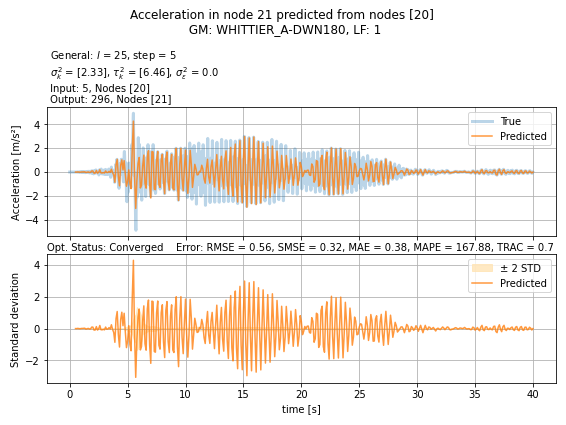 Acceleration in node 21 predicted from nodes [20]
GM: WHITTIER_A-DWN180, LF: 1
General: l = 25, step = 5
σ²ₖ = [2.33], τ²ₖ = [6.46], σ²ε = 0.0
Input: 5, Nodes [20]
Output: 296, Nodes [21]
Acceleration [m/s²]
4
2
0
−2
−4
True
Predicted
Opt. Status: Converged    Error: RMSE = 0.56, SMSE = 0.32, MAE = 0.38, MAPE = 167.88, TRAC = 0.7
Standard deviation
4
2
0
−2
± 2 STD
Predicted
0 5 10 15 20 25 30 35 40
time [s]